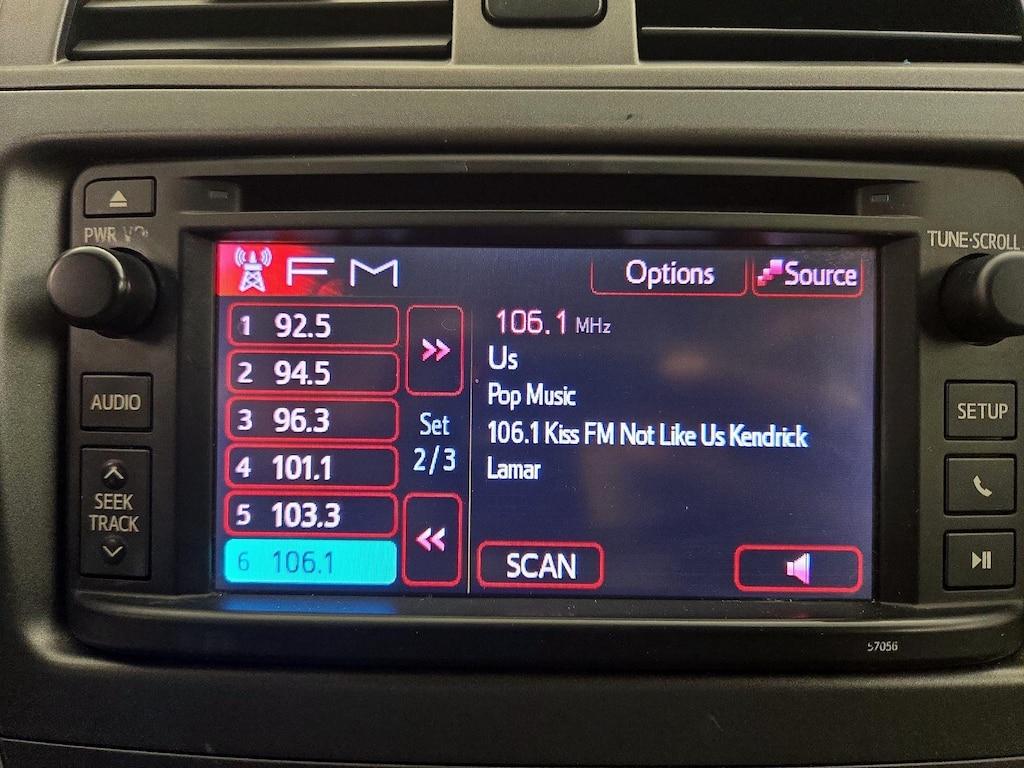 PWR VOL
TUNE·SCROLL
FM
Options
Source
1 92.5
2 94.5
3 96.3
4 101.1
5 103.3
6 106.1
Set
2/3
106.1 MHz
Us
Pop Music
106.1 Kiss FM Not Like Us Kendrick
Lamar
SCAN
AUDIO
SEEK
TRACK
SETUP
57056